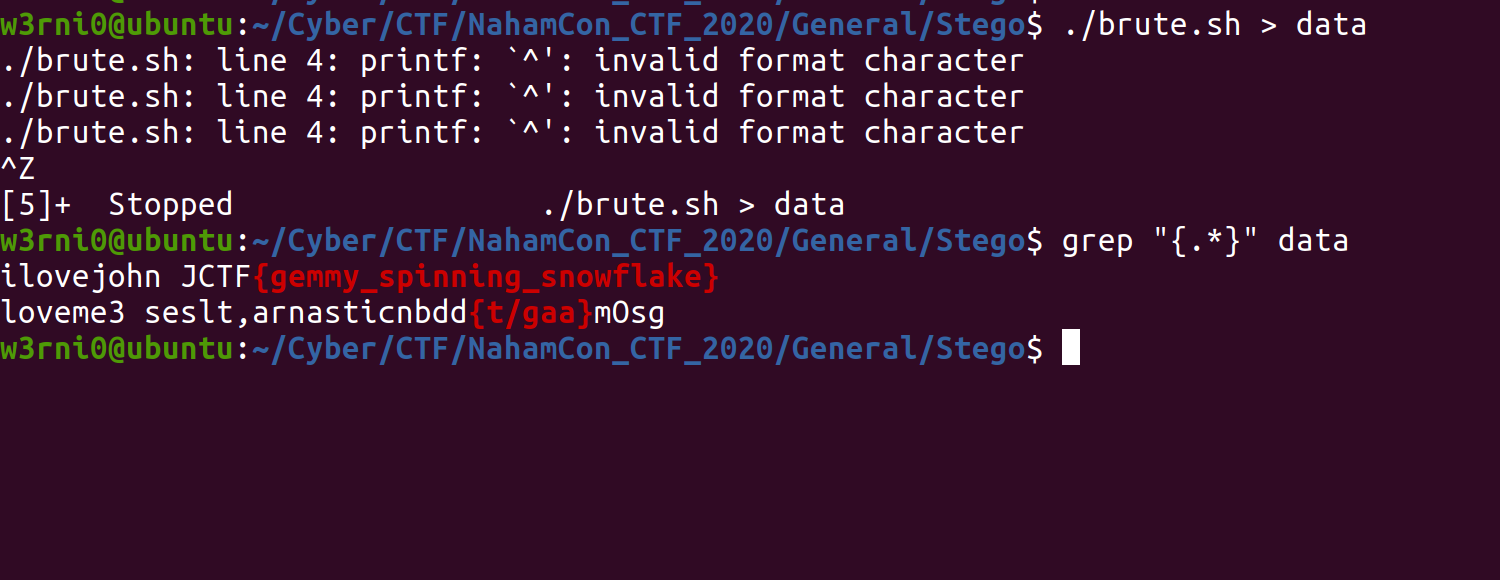 w3rni0@ubuntu:~/Cyber/CTF/NahamCon_CTF_2020/General/Stego$ ./brute.sh > data
./brute.sh: line 4: printf: `^': invalid format character
./brute.sh: line 4: printf: `^': invalid format character
./brute.sh: line 4: printf: `^': invalid format character
^Z
[5]+  Stopped                 ./brute.sh > data
w3rni0@ubuntu:~/Cyber/CTF/NahamCon_CTF_2020/General/Stego$ grep "{.*}" data
ilovejohn JCTF{gemmy_spinning_snowflake}
loveme3 seslt,arnasticnbdd{t/gaa}mOsg
w3rni0@ubuntu:~/Cyber/CTF/NahamCon_CTF_2020/General/Stego$